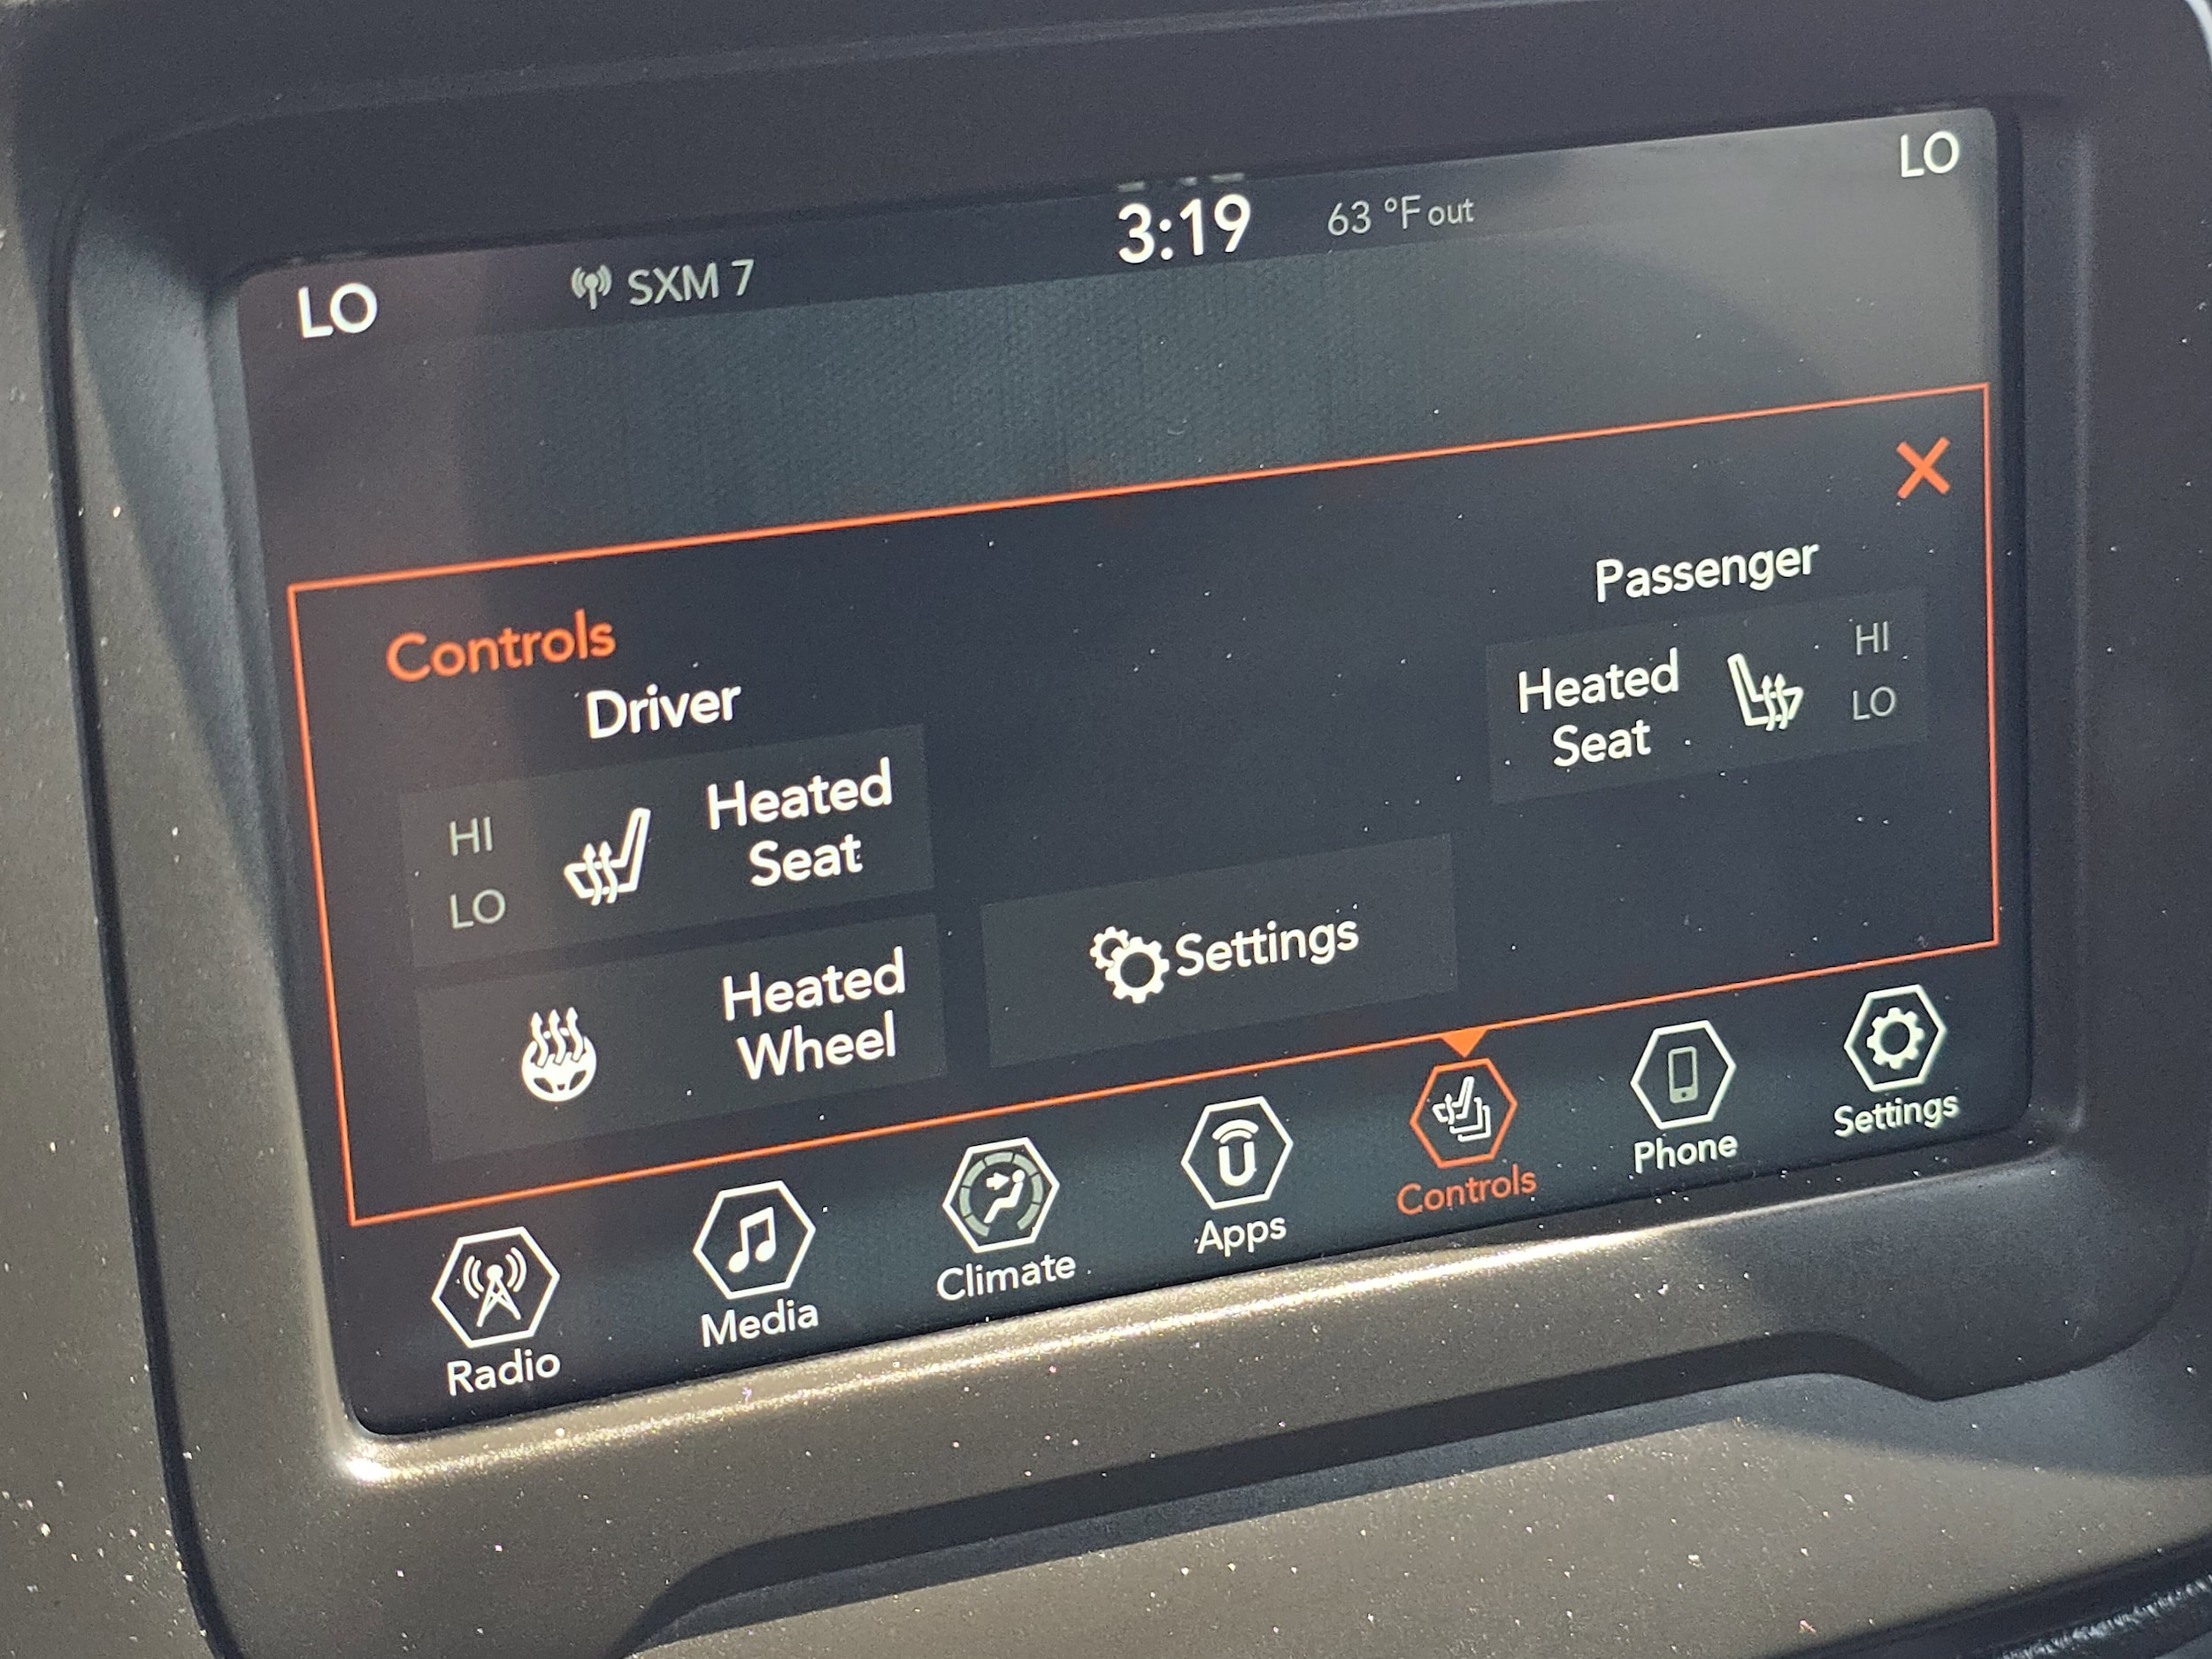 LO
SXM 7
3:19
63 °F out
LO
Controls
Driver
Passenger
HI
LO
Heated
Seat
Heated
Seat
HI
LO
Heated
Wheel
Settings
Radio
Media
Climate
Apps
Controls
Phone
Settings